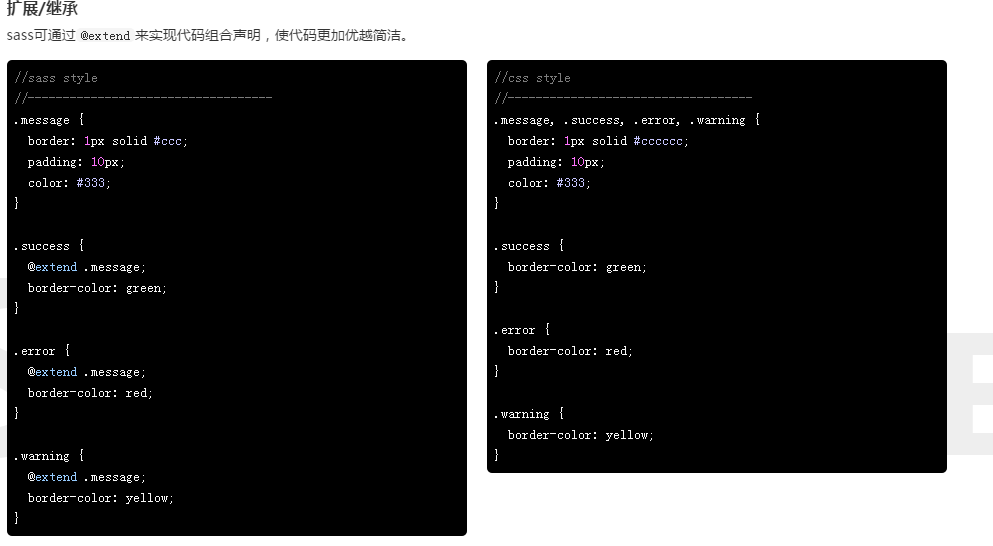 扩展/继承
sass可通过 @extend 来实现代码组合声明，使代码更加优越简洁。
//sass style
//-----------------------------------
.message {
  border: 1px solid #ccc;
  padding: 10px;
  color: #333;
}
.success {
  @extend .message;
  border-color: green;
}
.error {
  @extend .message;
  border-color: red;
}
.warning {
  @extend .message;
  border-color: yellow;
}
//css style
//-----------------------------------
.message, .success, .error, .warning {
  border: 1px solid #cccccc;
  padding: 10px;
  color: #333;
}
.success {
  border-color: green;
}
.error {
  border-color: red;
}
.warning {
  border-color: yellow;
}